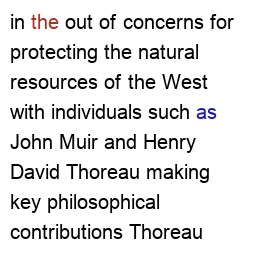 in the out of concerns for
protecting the natural
resources of the West
with individuals such as
John Muir and Henry
David Thoreau making
key philosophical
contributions Thoreau